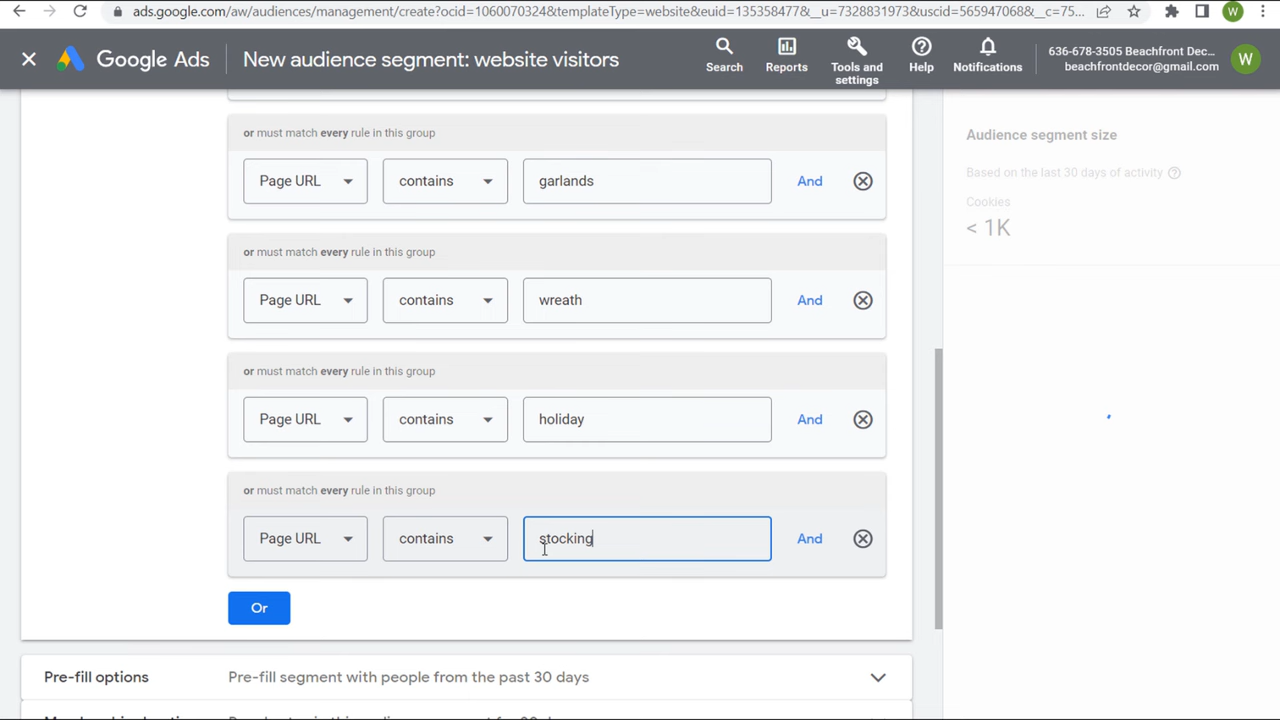 ads.google.com/aw/audiences/management/create?ocid=1060070324&templateType=website&euid=1353584778&__u=7328831973&uscid=565947068&__c=75...
W
Google Ads
New audience segment: website visitors
Search
Reports
Tools and settings
Help
Notifications
636-678-3505 Beachfront Dec...
beachfrontdecor@gmail.com
W
or must match every rule in this group
Page URL contains garlands And
or must match every rule in this group
Page URL contains wreath And
or must match every rule in this group
Page URL contains holiday And
or must match every rule in this group
Page URL contains stocking And
Or
Pre-fill options Pre-fill segment with people from the past 30 days
Audience segment size
Based on the last 30 days of activity
Cookies
< 1K